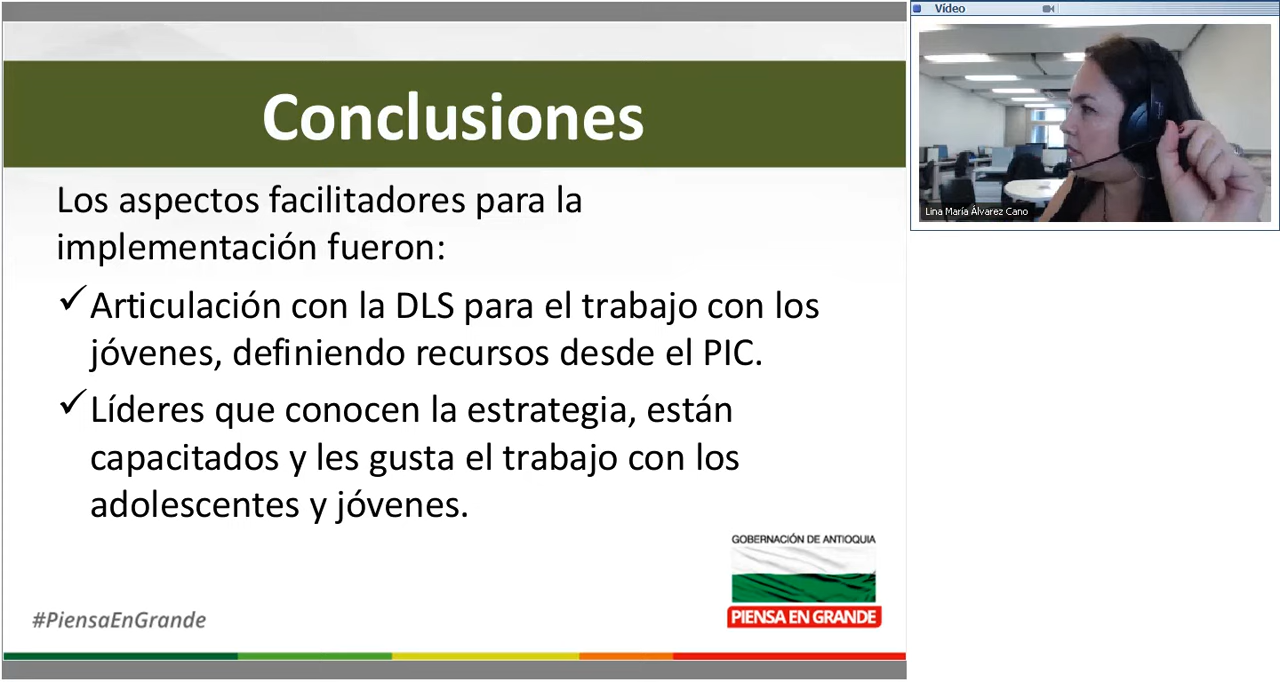 Conclusiones
Los aspectos facilitadores para la
implementación fueron:
✓Articulación con la DLS para el trabajo con los
jóvenes, definiendo recursos desde el PIC.
✓Líderes que conocen la estrategia, están
capacitados y les gusta el trabajo con los
adolescentes y jóvenes.
GOBERNACIÓN DE ANTIOQUIA
PIENSA EN GRANDE
#PiensaEnGrande
Vídeo
Lina María Álvarez Cano